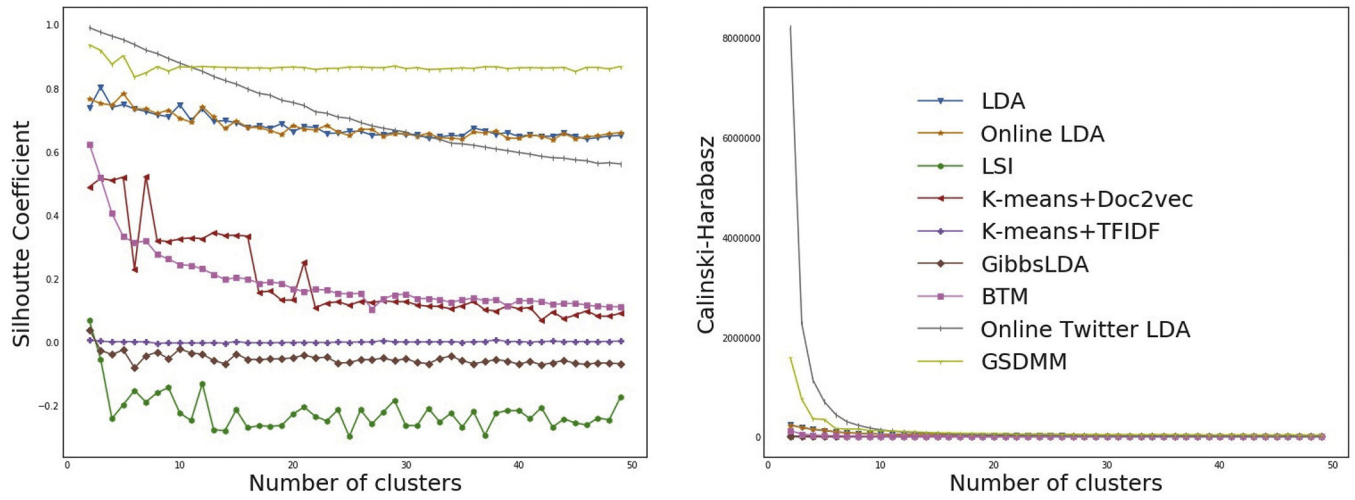 1.0
0.8
0.6
0.4
0.2
0.0
−0.2
Silhoutte Coefficient
0
10
20
30
40
50
Number of clusters
8000000
6000000
4000000
2000000
0
Calinski-Harabasz
LDA
Online LDA
LSI
K-means+Doc2vec
K-means+TFIDF
GibbsLDA
BTM
Online Twitter LDA
GSDMM
0
10
20
30
40
50
Number of clusters